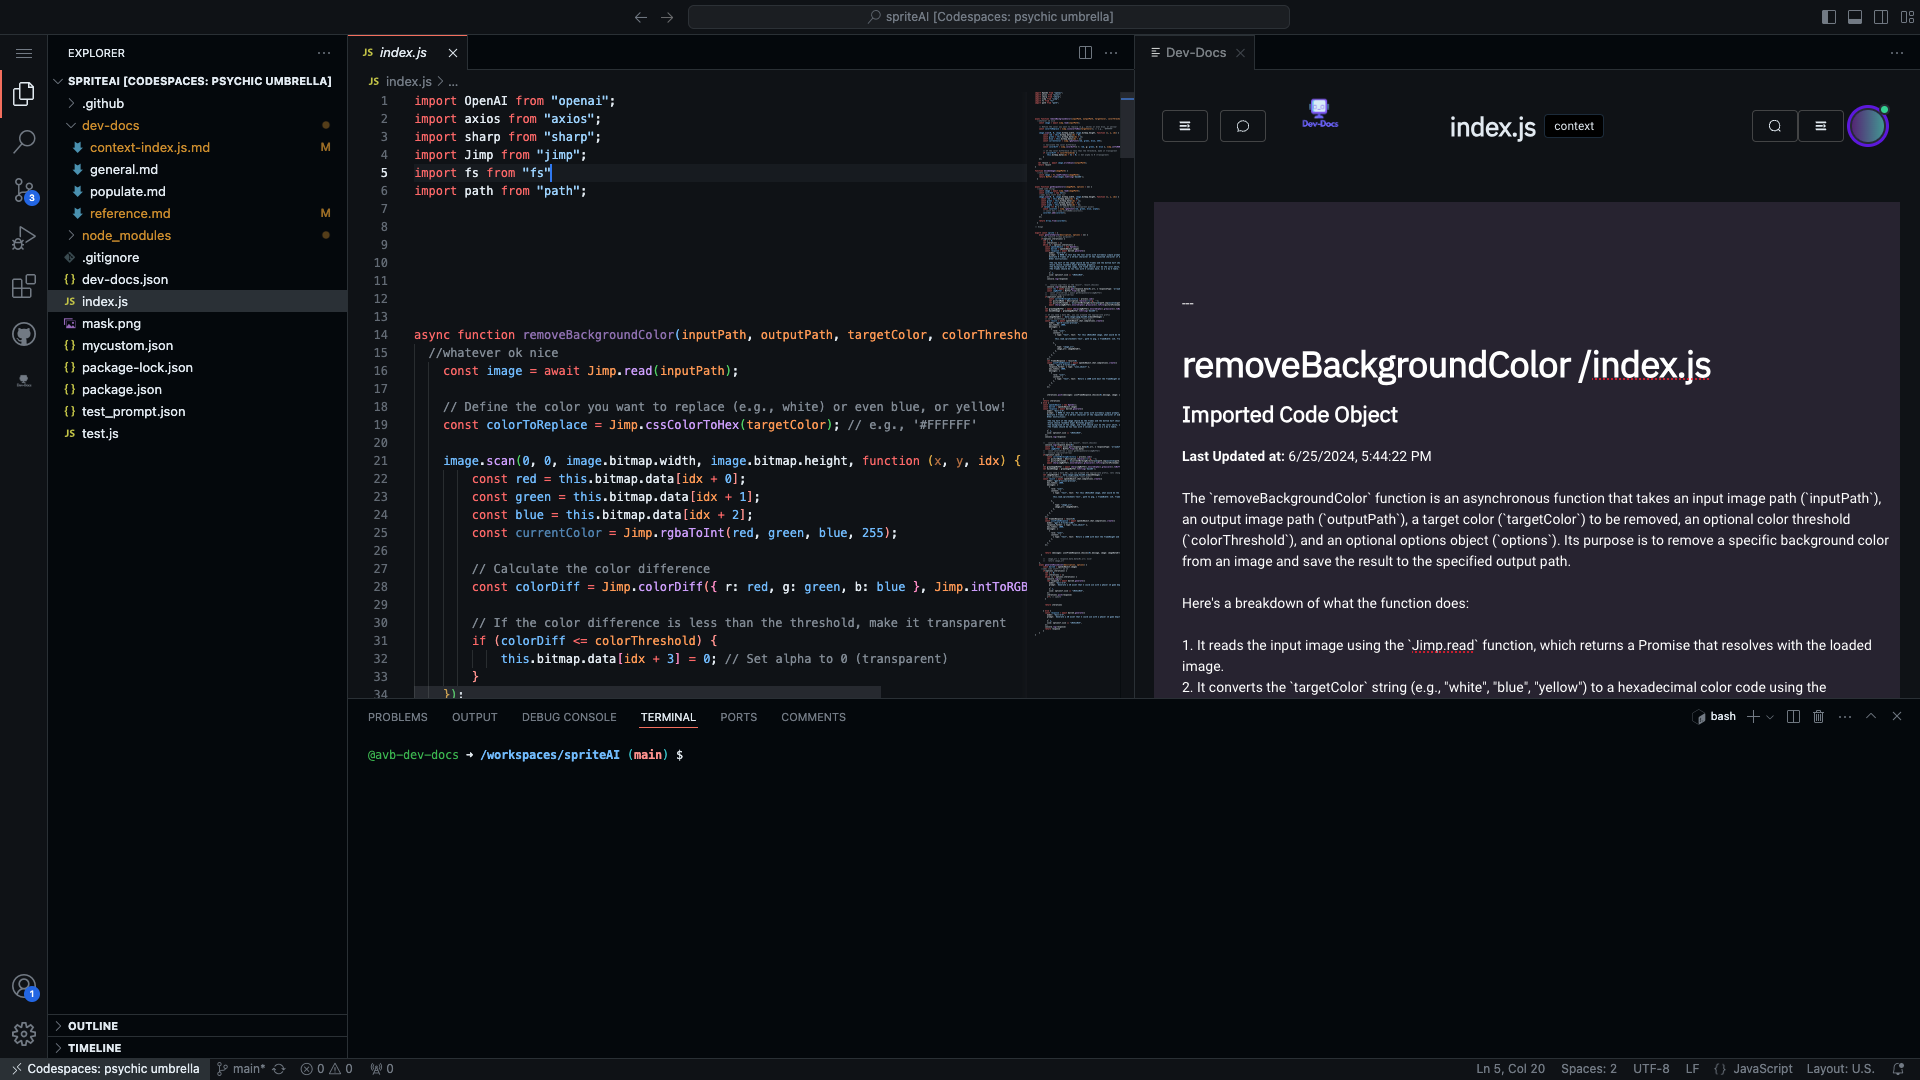 spriteAI [Codespaces: psychic umbrella]
EXPLORER
SPRITEAI [CODESPACES: PSYCHIC UMBRELLA]
.github
dev-docs
context-index.js.md M
general.md
populate.md
reference.md M
node_modules
.gitignore
{} dev-docs.json
JS index.js
mask.png
{} mycustom.json
{} package-lock.json
{} package.json
{} test_prompt.json
JS test.js
OUTLINE
TIMELINE
3
1
JS index.js
JS index.js > ...
1 import OpenAI from "openai";
2 import axios from "axios";
3 import sharp from "sharp";
4 import Jimp from "jimp";
5 import fs from "fs"
6 import path from "path";
7
8
9
10
11
12
13
14 async function removeBackgroundColor(inputPath, outputPath, targetColor, colorThresho
15 //whatever ok nice
16 const image = await Jimp.read(inputPath);
17
18 // Define the color you want to replace (e.g., white) or even blue, or yellow!
19 const colorToReplace = Jimp.cssColorToHex(targetColor); // e.g., '#FFFFFF'
20
21 image.scan(0, 0, image.bitmap.width, image.bitmap.height, function (x, y, idx) {
22 const red = this.bitmap.data[idx + 0];
23 const green = this.bitmap.data[idx + 1];
24 const blue = this.bitmap.data[idx + 2];
25 const currentColor = Jimp.rgbaToInt(red, green, blue, 255);
26
27 // Calculate the color difference
28 const colorDiff = Jimp.colorDiff({ r: red, g: green, b: blue }, Jimp.intToRGB
29
30 // If the color difference is less than the threshold, make it transparent
31 if (colorDiff <= colorThreshold) {
32 this.bitmap.data[idx + 3] = 0; // Set alpha to 0 (transparent)
33 }
34 });
Dev-Docs
Dev-Docs
index.js context
---
removeBackgroundColor /index.js
Imported Code Object
Last Updated at: 6/25/2024, 5:44:22 PM
The `removeBackgroundColor` function is an asynchronous function that takes an input image path (`inputPath`),
an output image path (`outputPath`), a target color (`targetColor`) to be removed, an optional color threshold
(`colorThreshold`), and an optional options object (`options`). Its purpose is to remove a specific background color
from an image and save the result to the specified output path.
Here's a breakdown of what the function does:
1. It reads the input image using the `Jimp.read` function, which returns a Promise that resolves with the loaded
image.
2. It converts the `targetColor` string (e.g., "white", "blue", "yellow") to a hexadecimal color code using the
PROBLEMS OUTPUT DEBUG CONSOLE TERMINAL PORTS COMMENTS
bash
@avb-dev-docs ➜ /workspaces/spriteAI (main) $
Codespaces: psychic umbrella main* 0 0 0
Ln 5, Col 20 Spaces: 2 UTF-8 LF {} JavaScript Layout: U.S.